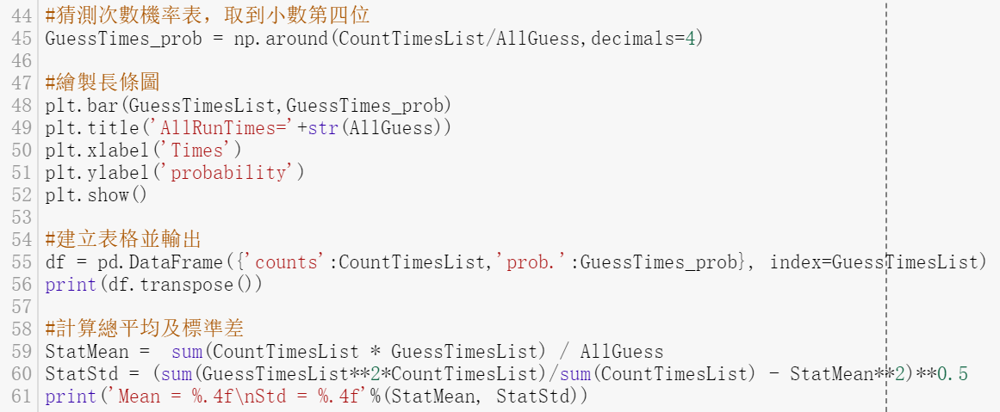 44 #猜測次數機率表，取到小數第四位
45 GuessTimes_prob = np.around(CountTimesList/AllGuess,decimals=4)
46
47 #繪製長條圖
48 plt.bar(GuessTimesList,GuessTimes_prob)
49 plt.title('AllRunTimes='+str(AllGuess))
50 plt.xlabel('Times')
51 plt.ylabel('probability')
52 plt.show()
53
54 #建立表格並輸出
55 df = pd.DataFrame({'counts':CountTimesList,'prob.':GuessTimes_prob}, index=GuessTimesList)
56 print(df.transpose())
57
58 #計算總平均及標準差
59 StatMean =  sum(CountTimesList * GuessTimesList) / AllGuess
60 StatStd = (sum(GuessTimesList**2*CountTimesList)/sum(CountTimesList) - StatMean**2)**0.5
61 print('Mean = %.4f\nStd = %.4f'%(StatMean, StatStd))